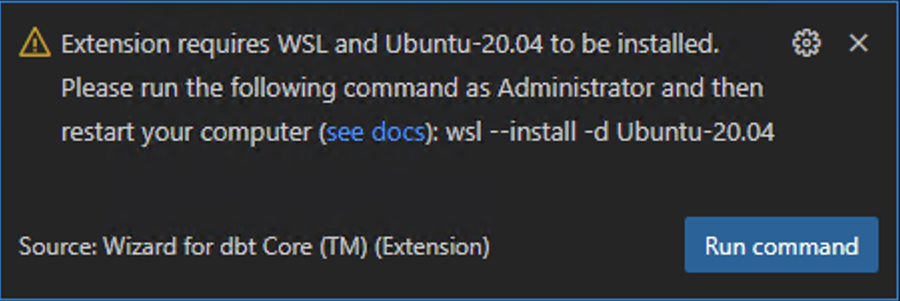 Extension requires WSL and Ubuntu-20.04 to be installed.
Please run the following command as Administrator and then
restart your computer (see docs): wsl --install -d Ubuntu-20.04
Source: Wizard for dbt Core (TM) (Extension)
Run command